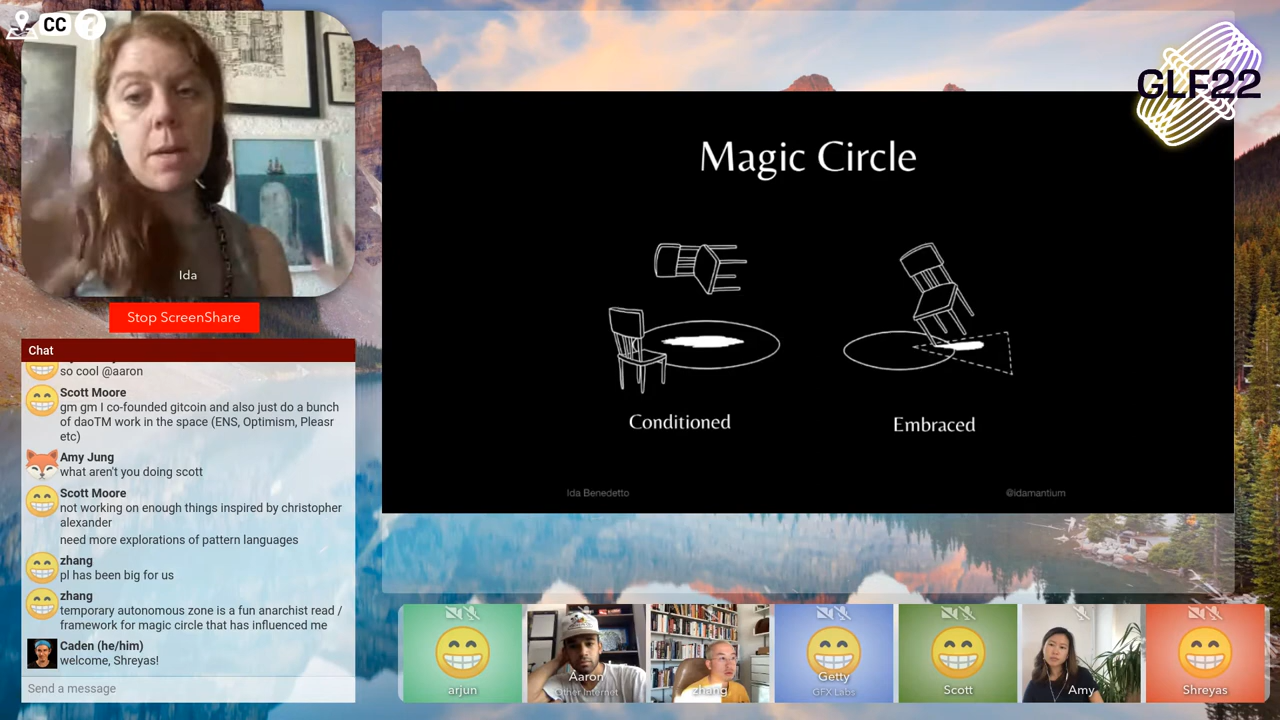 CC
?
Ida
Stop ScreenShare
Chat
so cool @aaron
Scott Moore
gm gm I co-founded gitcoin and also just do a bunch
of daoTM work in the space (ENS, Optimism, Pleasr
etc)
Amy Jung
what aren't you doing scott
Scott Moore
not working on enough things inspired by christopher
alexander
need more explorations of pattern languages
zhang
pl has been big for us
zhang
temporary autonomous zone is a fun anarchist read /
framework for magic circle that has influenced me
Caden (he/him)
welcome, Shreyas!
Send a message
GLF22
Magic Circle
Conditioned
Embraced
Ida Benedetto
@idamantium
arjun
Aaron
Other Internet
zhang
Getty
GFX Labs
Scott
Amy
Shreyas